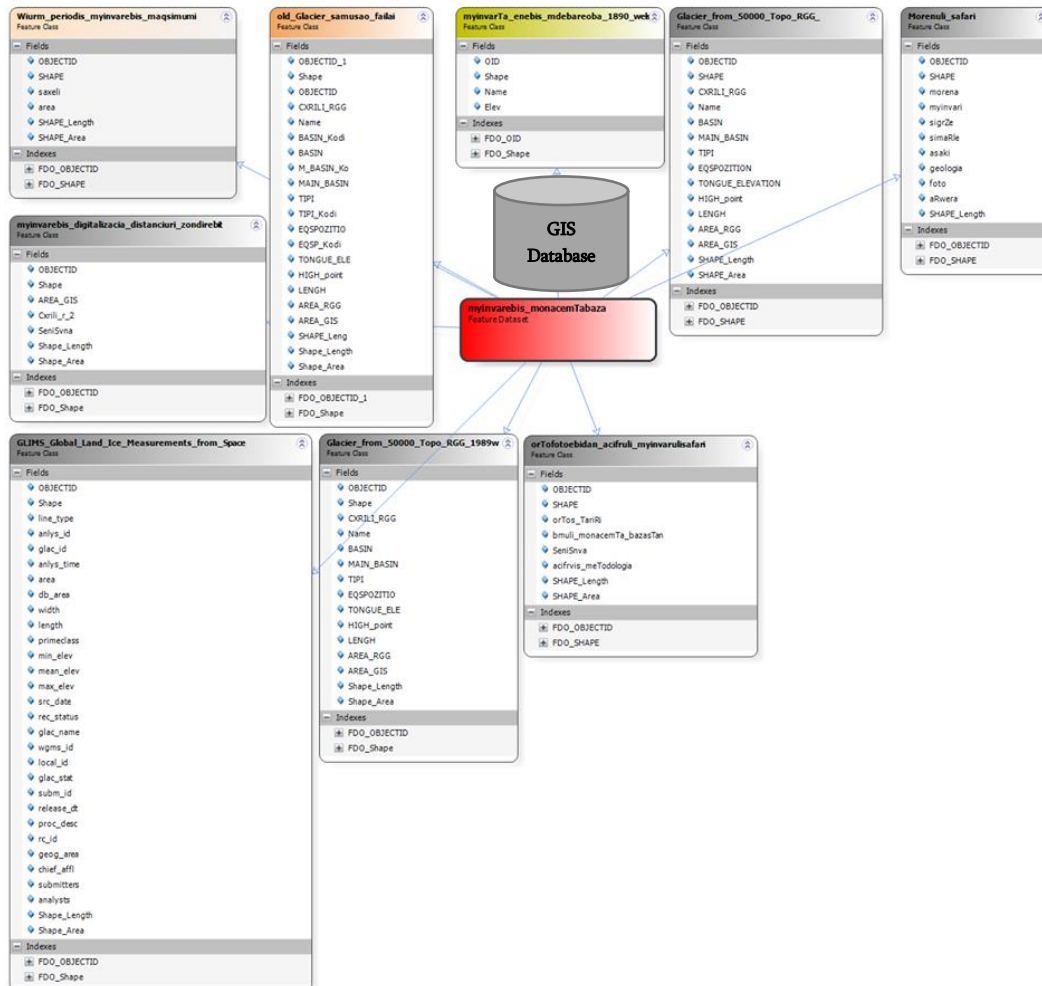 Wiurm_periodis_myinvarebis_maqsimumi
Feature Class
Fields
OBJECTID
SHAPE
saxeli
area
SHAPE_Length
SHAPE_Area
Indexes
FDO_OBJECTID
FDO_SHAPE
old_Glacier_samusao_failai
Feature Class
Fields
OBJECTID_1
Shape
OBJECTID
CXRILI_RGG
Name
BASIN_Kodi
BASIN
M_BASIN_Ko
MAIN_BASIN
TIPI
TIPI_Kodi
EQSPOZITIO
EQSP_Kodi
TONGUE_ELE
HIGH_point
LENGH
AREA_RGG
AREA_GIS
SHAPE_Leng
Shape_Length
Shape_Area
Indexes
FDO_OBJECTID_1
FDO_Shape
myinvarTa_enebis_mdebareoba_1890_welს
Feature Class
Fields
OID
Shape
Name
Elev
Indexes
FDO_OID
FDO_Shape
Glacier_from_50000_Topo_RGG_
Feature Class
Fields
OBJECTID
SHAPE
CXRILI_RGG
Name
BASIN
MAIN_BASIN
TIPI
EQSPOZITION
TONGUE_ELEVATION
HIGH_point
LENGH
AREA_RGG
AREA_GIS
SHAPE_Length
SHAPE_Area
Indexes
FDO_OBJECTID
FDO_SHAPE
Morenuli_safari
Feature Class
Fields
OBJECTID
SHAPE
morena
myinvari
sigrZe
simaRle
asaki
geologia
foto
aRwera
SHAPE_Length
Indexes
FDO_OBJECTID
FDO_SHAPE
myinvarebis_digitalizacia_distanciuri_zondirebit
Feature Class
Fields
OBJECTID
Shape
AREA_GIS
Cxrili_r_2
SeniSvna
Shape_Length
Shape_Area
Indexes
FDO_OBJECTID
FDO_Shape
GIS
Database
myinvarebis_monacemTabaza
Feature Dataset
GLIMS_Global_Land_Ice_Measurements_from_Space
Feature Class
Fields
OBJECTID
Shape
line_type
anlys_id
glac_id
anlys_time
area
db_area
width
length
primeclass
min_elev
mean_elev
max_elev
src_date
rec_status
glac_name
wgms_id
local_id
glac_stat
subm_id
release_dt
proc_desc
rc_id
geog_area
chief_affl
submitters
analysts
Shape_Length
Shape_Area
Indexes
FDO_OBJECTID
FDO_Shape
Glacier_from_50000_Topo_RGG_1989w
Feature Class
Fields
OBJECTID
Shape
CXRILI_RGG
Name
BASIN
MAIN_BASIN
TIPI
EQSPOZITIO
TONGUE_ELE
HIGH_point
LENGH
AREA_RGG
AREA_GIS
Shape_Length
Shape_Area
Indexes
FDO_OBJECTID
FDO_Shape
orTofotoebidan_acifruli_myinvarulisafari
Feature Class
Fields
OBJECTID
SHAPE
orTos_TariRi
bmuli_monacemTa_bazasTan
SeniSnva
acifrvis_meTodologia
SHAPE_Length
SHAPE_Area
Indexes
FDO_OBJECTID
FDO_SHAPE